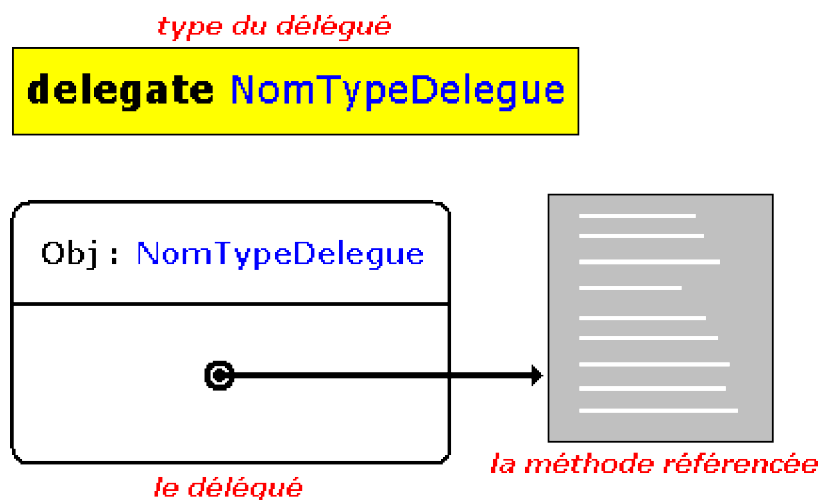 type du délégué
delegate NomTypeDelegue
Obj : NomTypeDelegue
la méthode référencée
le délégué